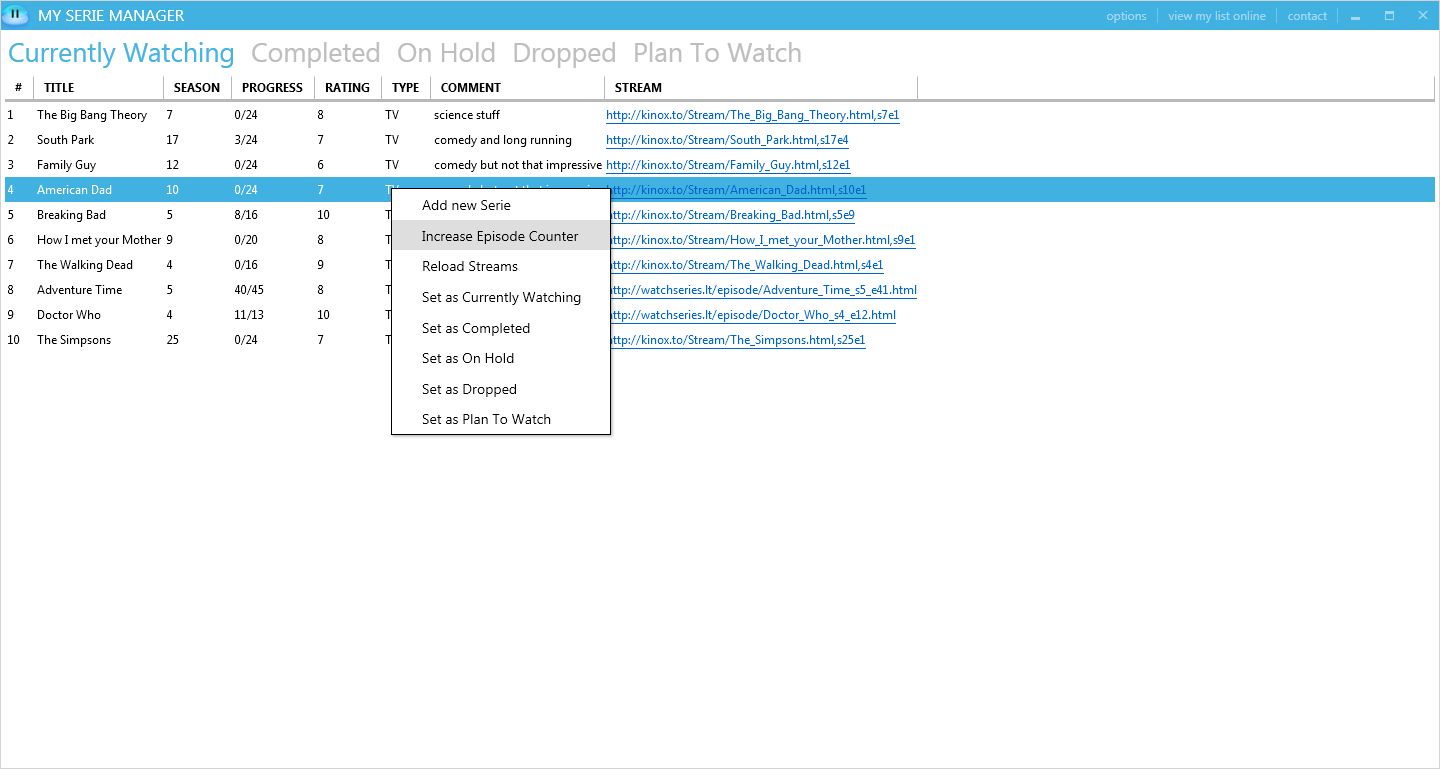 MY SERIE MANAGER options view my list online contact
Currently Watching Completed On Hold Dropped Plan To Watch
# TITLE SEASON PROGRESS RATING TYPE COMMENT STREAM
1 The Big Bang Theory 7 0/24 8 TV science stuff http://kinox.to/Stream/The_Big_Bang_Theory.html,s7e1
2 South Park 17 3/24 7 TV comedy and long running http://kinox.to/Stream/South_Park.html,s17e4
3 Family Guy 12 0/24 6 TV comedy but not that impressive http://kinox.to/Stream/Family_Guy.html,s12e1
4 American Dad 10 0/24 7 http://kinox.to/Stream/American_Dad.html,s10e1
5 Breaking Bad 5 8/16 10 http://kinox.to/Stream/Breaking_Bad.html,s5e9
6 How I met your Mother 9 0/20 8 http://kinox.to/Stream/How_I_met_your_Mother.html,s9e1
7 The Walking Dead 4 0/16 9 http://kinox.to/Stream/The_Walking_Dead.html,s4e1
8 Adventure Time 5 40/45 8 http://watchseries.lt/episode/Adventure_Time_s5_e41.html
9 Doctor Who 4 11/13 10 http://watchseries.lt/episode/Doctor_Who_s4_e12.html
10 The Simpsons 25 0/24 7 http://kinox.to/Stream/The_Simpsons.html,s25e1
Add new Serie
Increase Episode Counter
Reload Streams
Set as Currently Watching
Set as Completed
Set as On Hold
Set as Dropped
Set as Plan To Watch